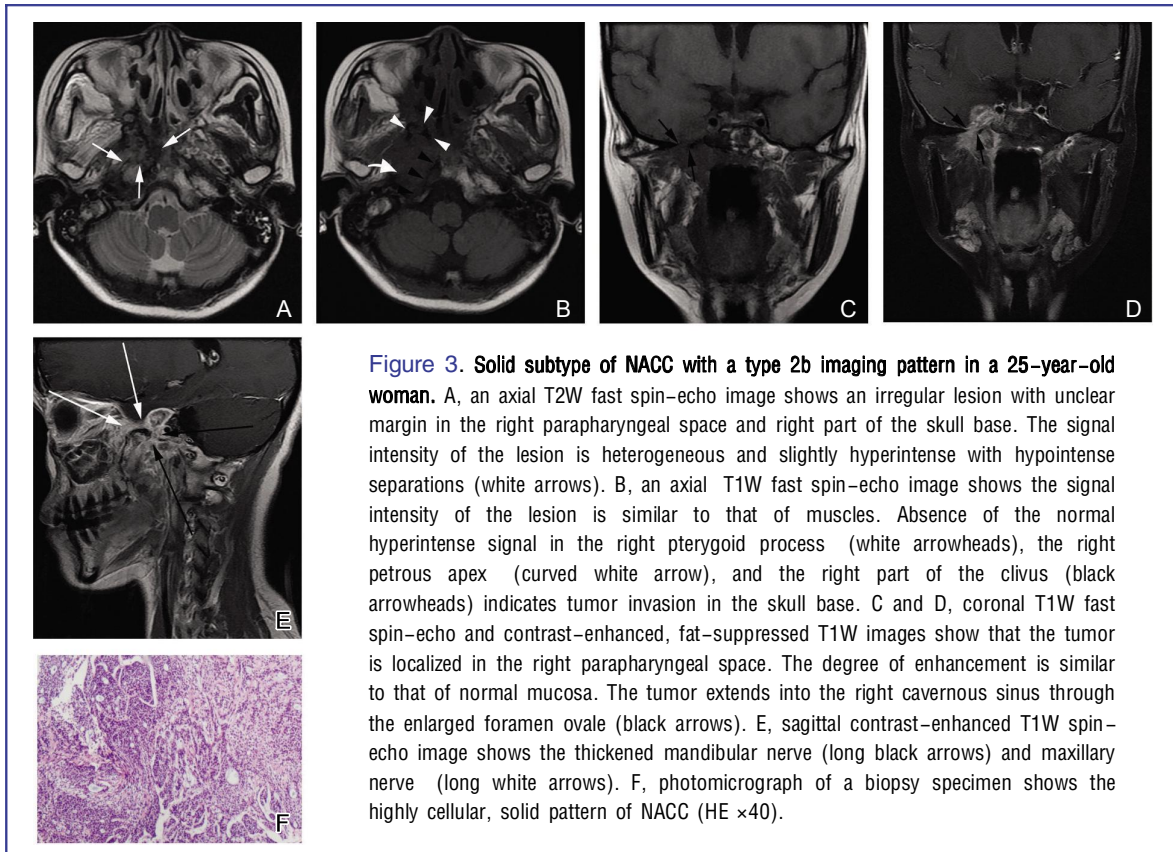 A
B
C
D
E
F
Figure 3. Solid subtype of NACC with a type 2b imaging pattern in a 25-year-old
woman. A, an axial T2W fast spin-echo image shows an irregular lesion with unclear
margin in the right parapharyngeal space and right part of the skull base. The signal
intensity of the lesion is heterogeneous and slightly hyperintense with hypointense
separations (white arrows). B, an axial T1W fast spin-echo image shows the signal
intensity of the lesion is similar to that of muscles. Absence of the normal
hyperintense signal in the right pterygoid process (white arrowheads), the right
petrous apex (curved white arrow), and the right part of the clivus (black
arrowheads) indicates tumor invasion in the skull base. C and D, coronal T1W fast
spin-echo and contrast-enhanced, fat-suppressed T1W images show that the tumor
is localized in the right parapharyngeal space. The degree of enhancement is similar
to that of normal mucosa. The tumor extends into the right cavernous sinus through
the enlarged foramen ovale (black arrows). E, sagittal contrast-enhanced T1W spin-
echo image shows the thickened mandibular nerve (long black arrows) and maxillary
nerve (long white arrows). F, photomicrograph of a biopsy specimen shows the
highly cellular, solid pattern of NACC (HE ×40).